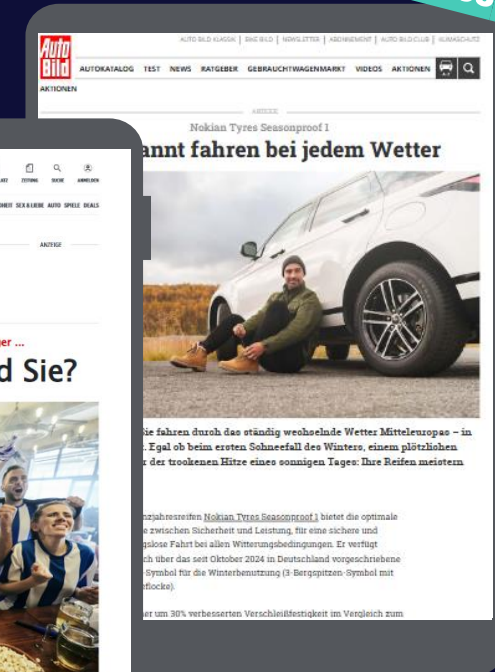 AUTO BILD KLASSIK | BIKE BILD | NEWSLETTER | ABONNEMENT | AUTO BILD CLUB | KLIMASCHUTZ
Auto Bild
AUTOKATALOG TEST NEWS RATGEBER GEBRAUCHTWAGENMARKT VIDEOS AKTIONEN
AKTIONEN
ANZEIGE
Nokian Tyres Seasonproof 1
annt fahren bei jedem Wetter
Sie fahren durch das ständig wechselnde Wetter Mitteleuropas – in
. Egal ob beim ersten Schneefall des Winters, einem plötzlichen
r der trockenen Hitze eines sonnigen Tages: Ihre Reifen meistern
nzjahresreifen Nokian Tyres Seasonproof 1 bietet die optimale
e zwischen Sicherheit und Leistung, für eine sichere und
gslose Fahrt bei allen Witterungsbedingungen. Er verfügt
ch über das seit Oktober 2024 in Deutschland vorgeschriebene
-Symbol für die Winternutzung (3-Bergspitzen-Symbol mit
eflocke).
er um 30% verbesserten Verschleißfestigkeit im Vergleich zum
ZEITUNG SUCHE ANMELDEN
SEX & LIEBE AUTO SPIELE DEALS
ANZEIGE
ger ...
d Sie?